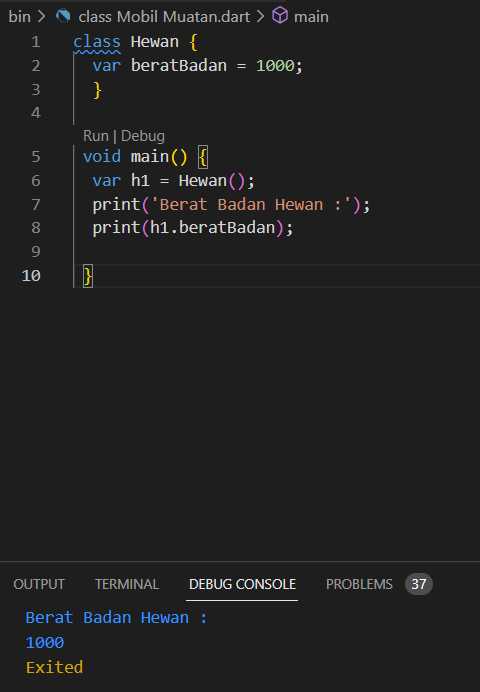 bin > class Mobil Muatan.dart > main
1 class Hewan {
2 var beratBadan = 1000;
3 }
4
Run | Debug
5 void main() {
6 var h1 = Hewan();
7 print('Berat Badan Hewan :');
8 print(h1.beratBadan);
9
10 }
OUTPUT TERMINAL DEBUG CONSOLE PROBLEMS 37
Berat Badan Hewan :
1000
Exited